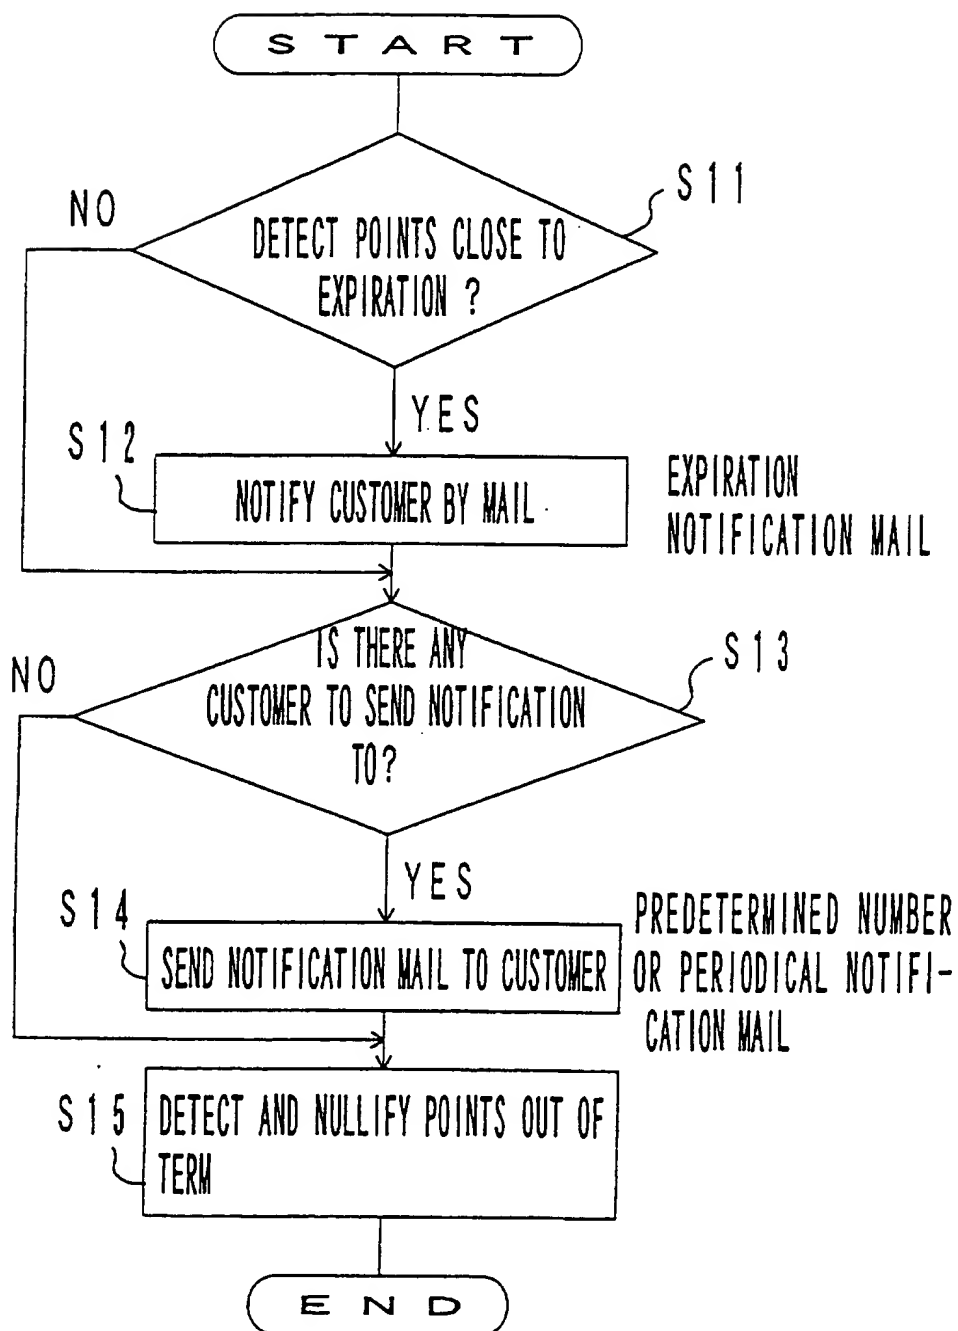 START
S11
NO
DETECT POINTS CLOSE TO
EXPIRATION ?
YES
S12
NOTIFY CUSTOMER BY MAIL
EXPIRATION
NOTIFICATION MAIL
S13
NO
IS THERE ANY
CUSTOMER TO SEND NOTIFICATION
TO?
YES
S14
SEND NOTIFICATION MAIL TO CUSTOMER
PREDETERMINED NUMBER
OR PERIODICAL NOTIFI-
CATION MAIL
S15
DETECT AND NULLIFY POINTS OUT OF
TERM
END